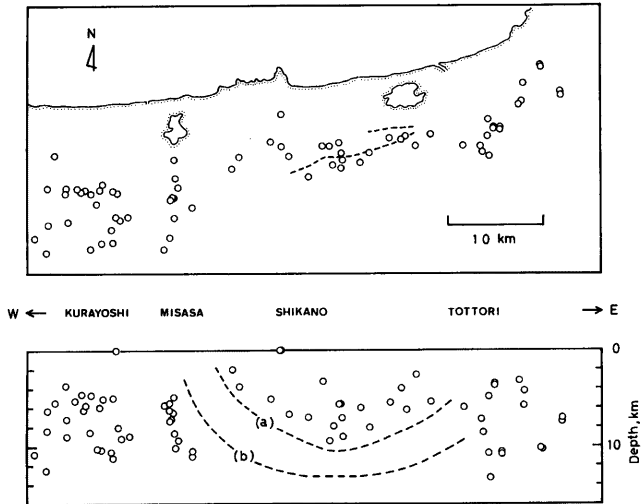 N
10 km
W ← KURAYOSHI MISASA SHIKANO TOTTORI → E
0
(a)
(b)
10
Depth, km